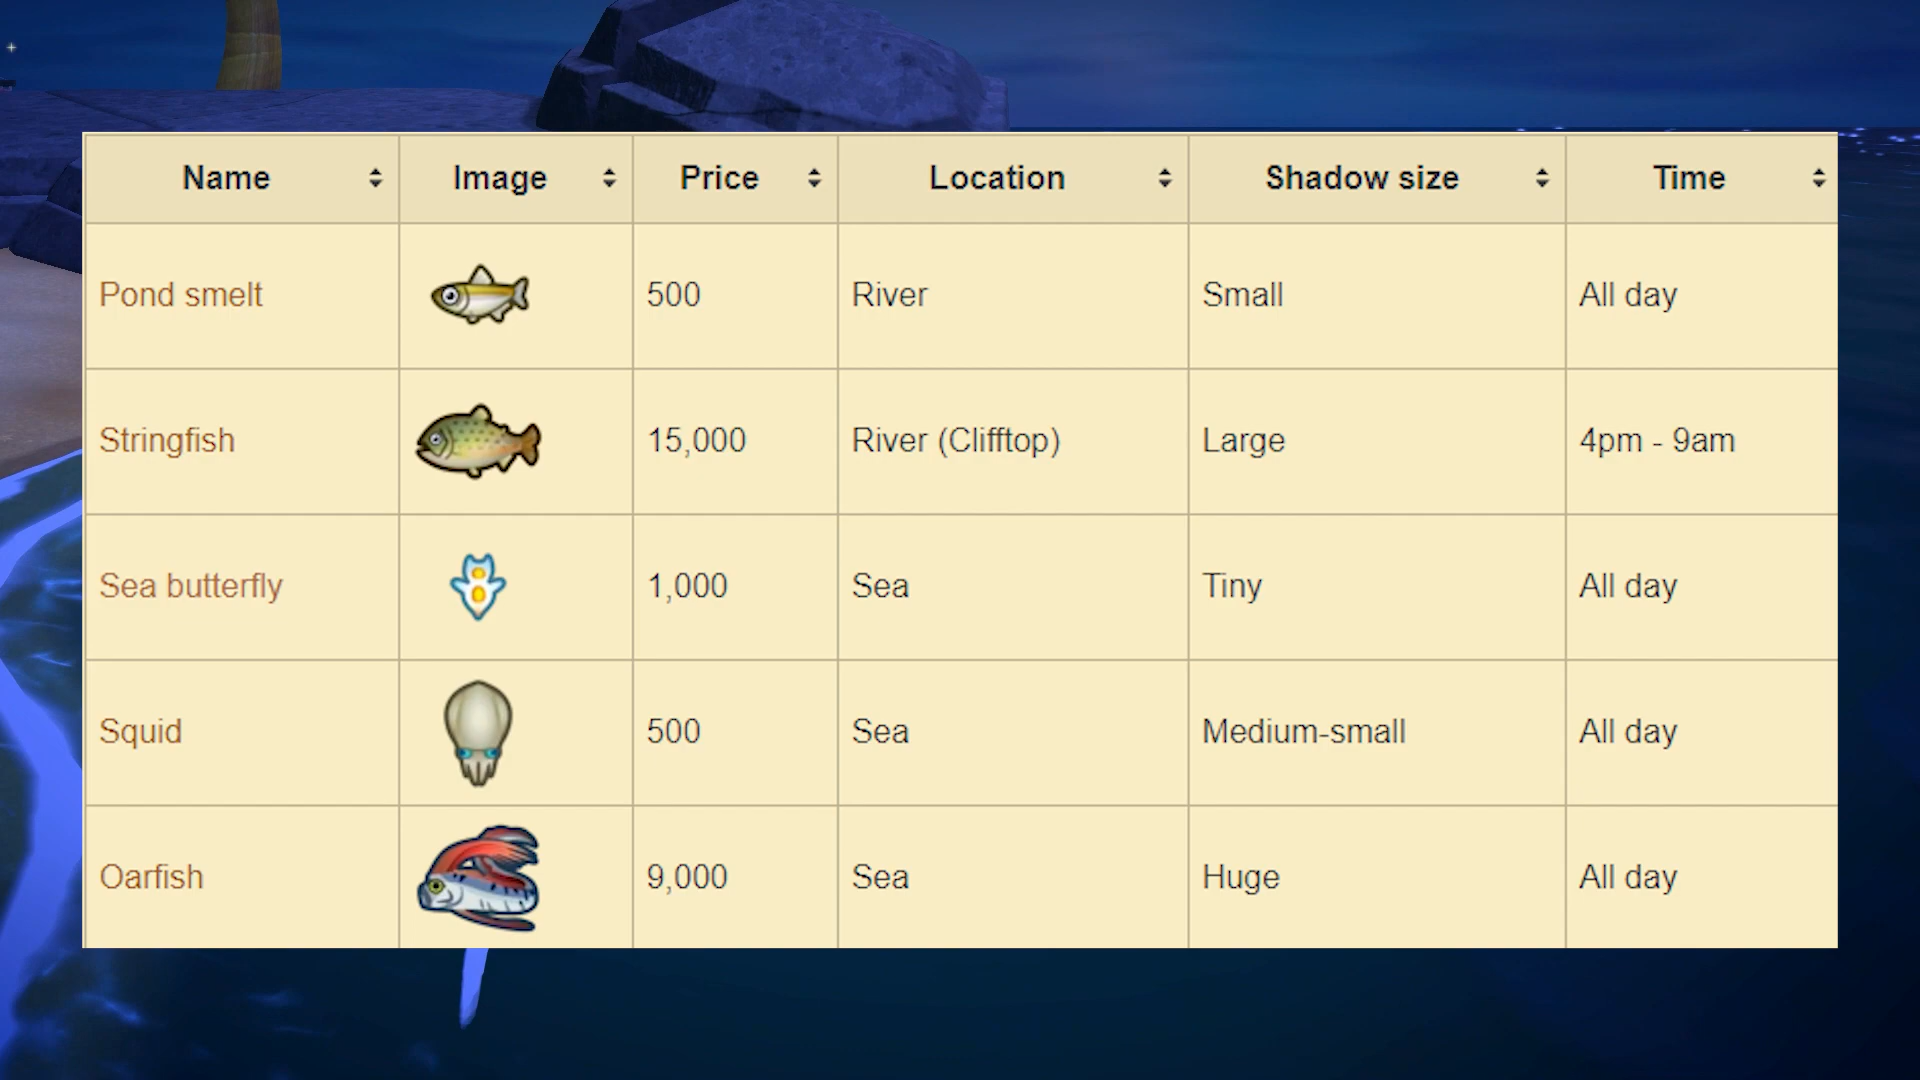 Name Image Price Location Shadow size Time
Pond smelt 500 River Small All day
Stringfish 15,000 River (Clifftop) Large 4pm - 9am
Sea butterfly 1,000 Sea Tiny All day
Squid 500 Sea Medium-small All day
Oarfish 9,000 Sea Huge All day